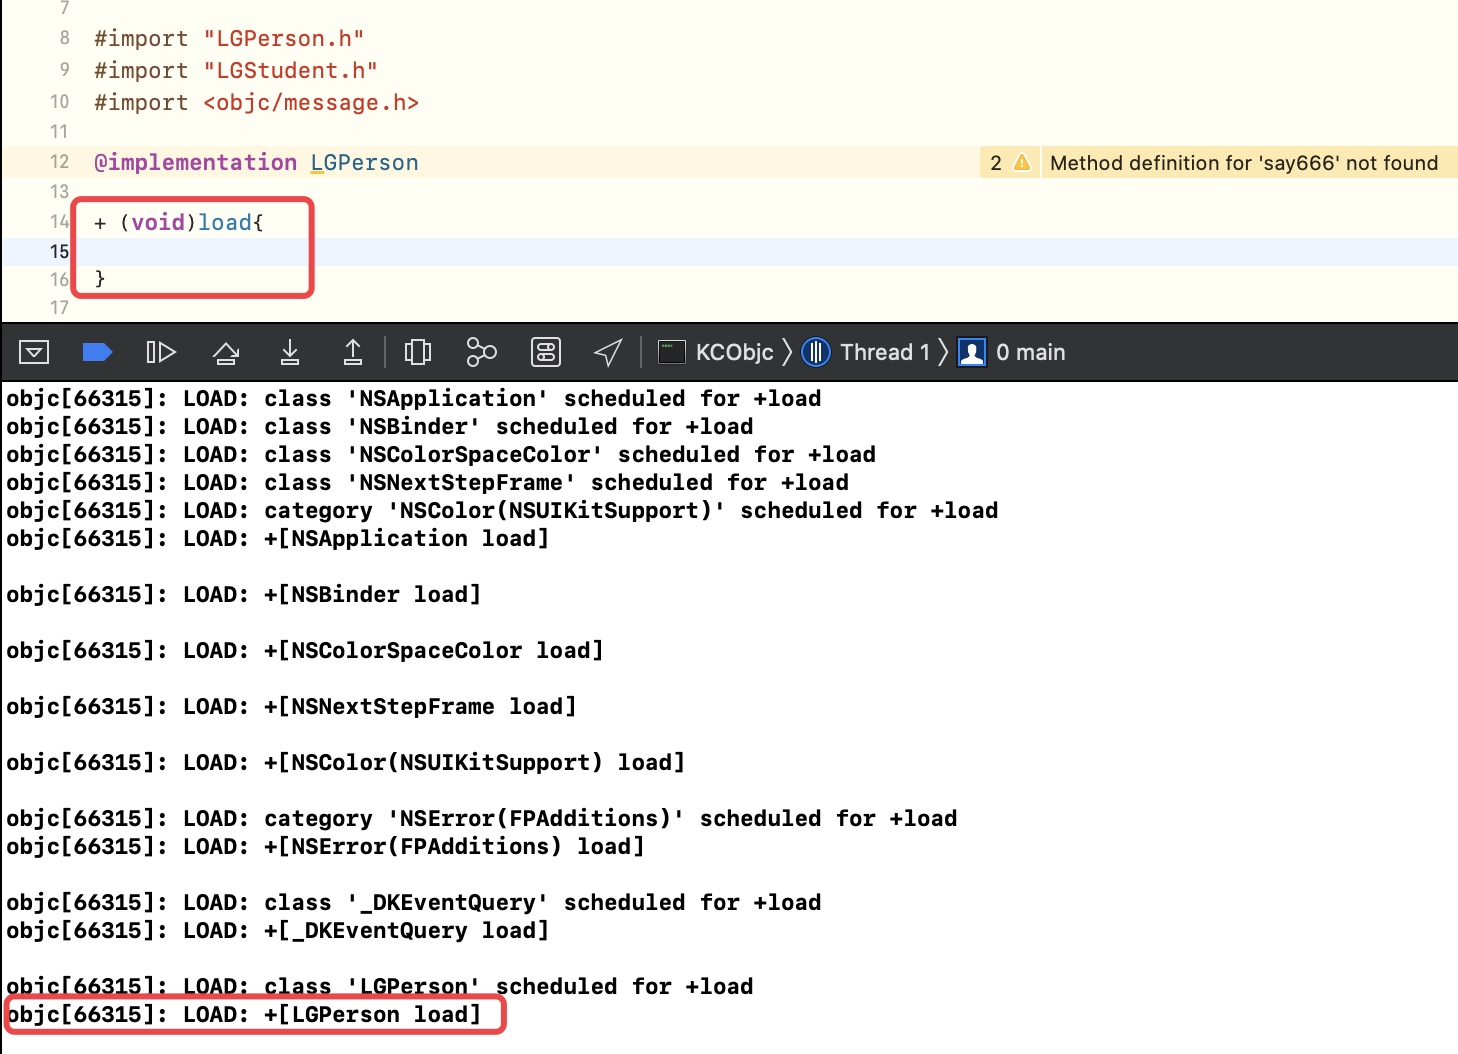 7
8 #import "LGPerson.h"
9 #import "LGStudent.h"
10 #import <objc/message.h>
11
12 @implementation LGPerson 2 Method definition for 'say666' not found
13
14 + (void)load{
15
16 }
17
KCObjc Thread 1 0 main
objc[66315]: LOAD: class 'NSApplication' scheduled for +load
objc[66315]: LOAD: class 'NSBinder' scheduled for +load
objc[66315]: LOAD: class 'NSColorSpaceColor' scheduled for +load
objc[66315]: LOAD: class 'NSNextStepFrame' scheduled for +load
objc[66315]: LOAD: category 'NSColor(NSUIKitSupport)' scheduled for +load
objc[66315]: LOAD: +[NSApplication load]
objc[66315]: LOAD: +[NSBinder load]
objc[66315]: LOAD: +[NSColorSpaceColor load]
objc[66315]: LOAD: +[NSNextStepFrame load]
objc[66315]: LOAD: +[NSColor(NSUIKitSupport) load]
objc[66315]: LOAD: category 'NSError(FPAdditions)' scheduled for +load
objc[66315]: LOAD: +[NSError(FPAdditions) load]
objc[66315]: LOAD: class '_DKEventQuery' scheduled for +load
objc[66315]: LOAD: +[_DKEventQuery load]
objc[66315]: LOAD: class 'LGPerson' scheduled for +load
objc[66315]: LOAD: +[LGPerson load]